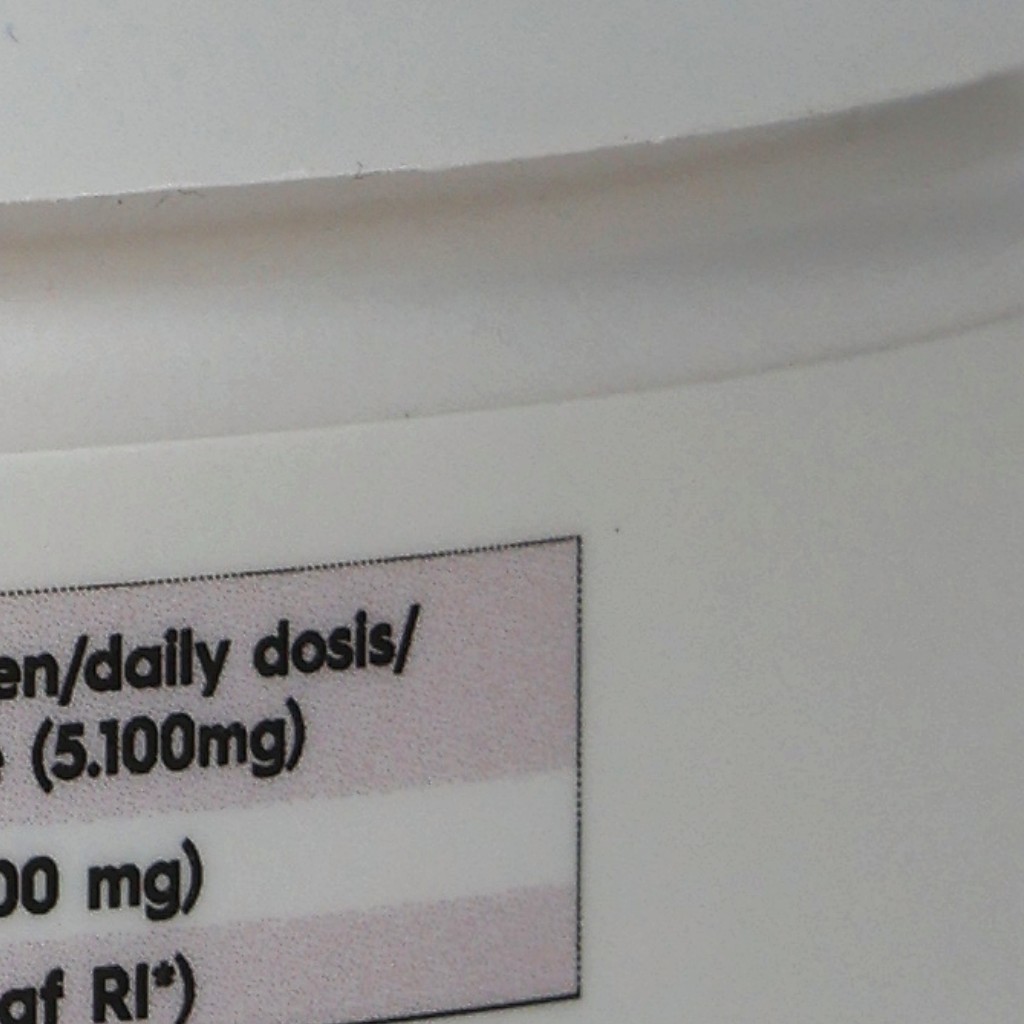 en/daily dosis/
(5.100mg)
00 mg)
af RI*)